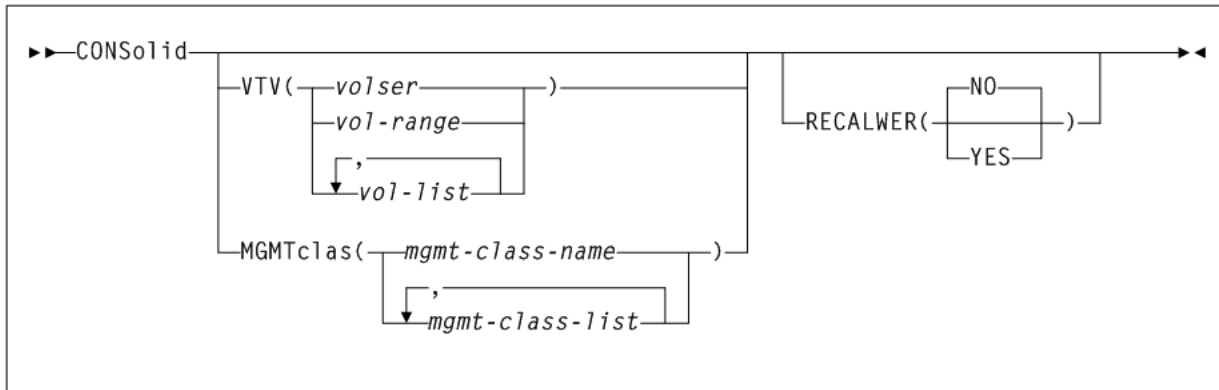 CONSolid
VTV( volser )
vol-range
,
vol-list
MGMTclas( mgmt-class-name )
,
mgmt-class-list
NO
RECALWER( )
YES